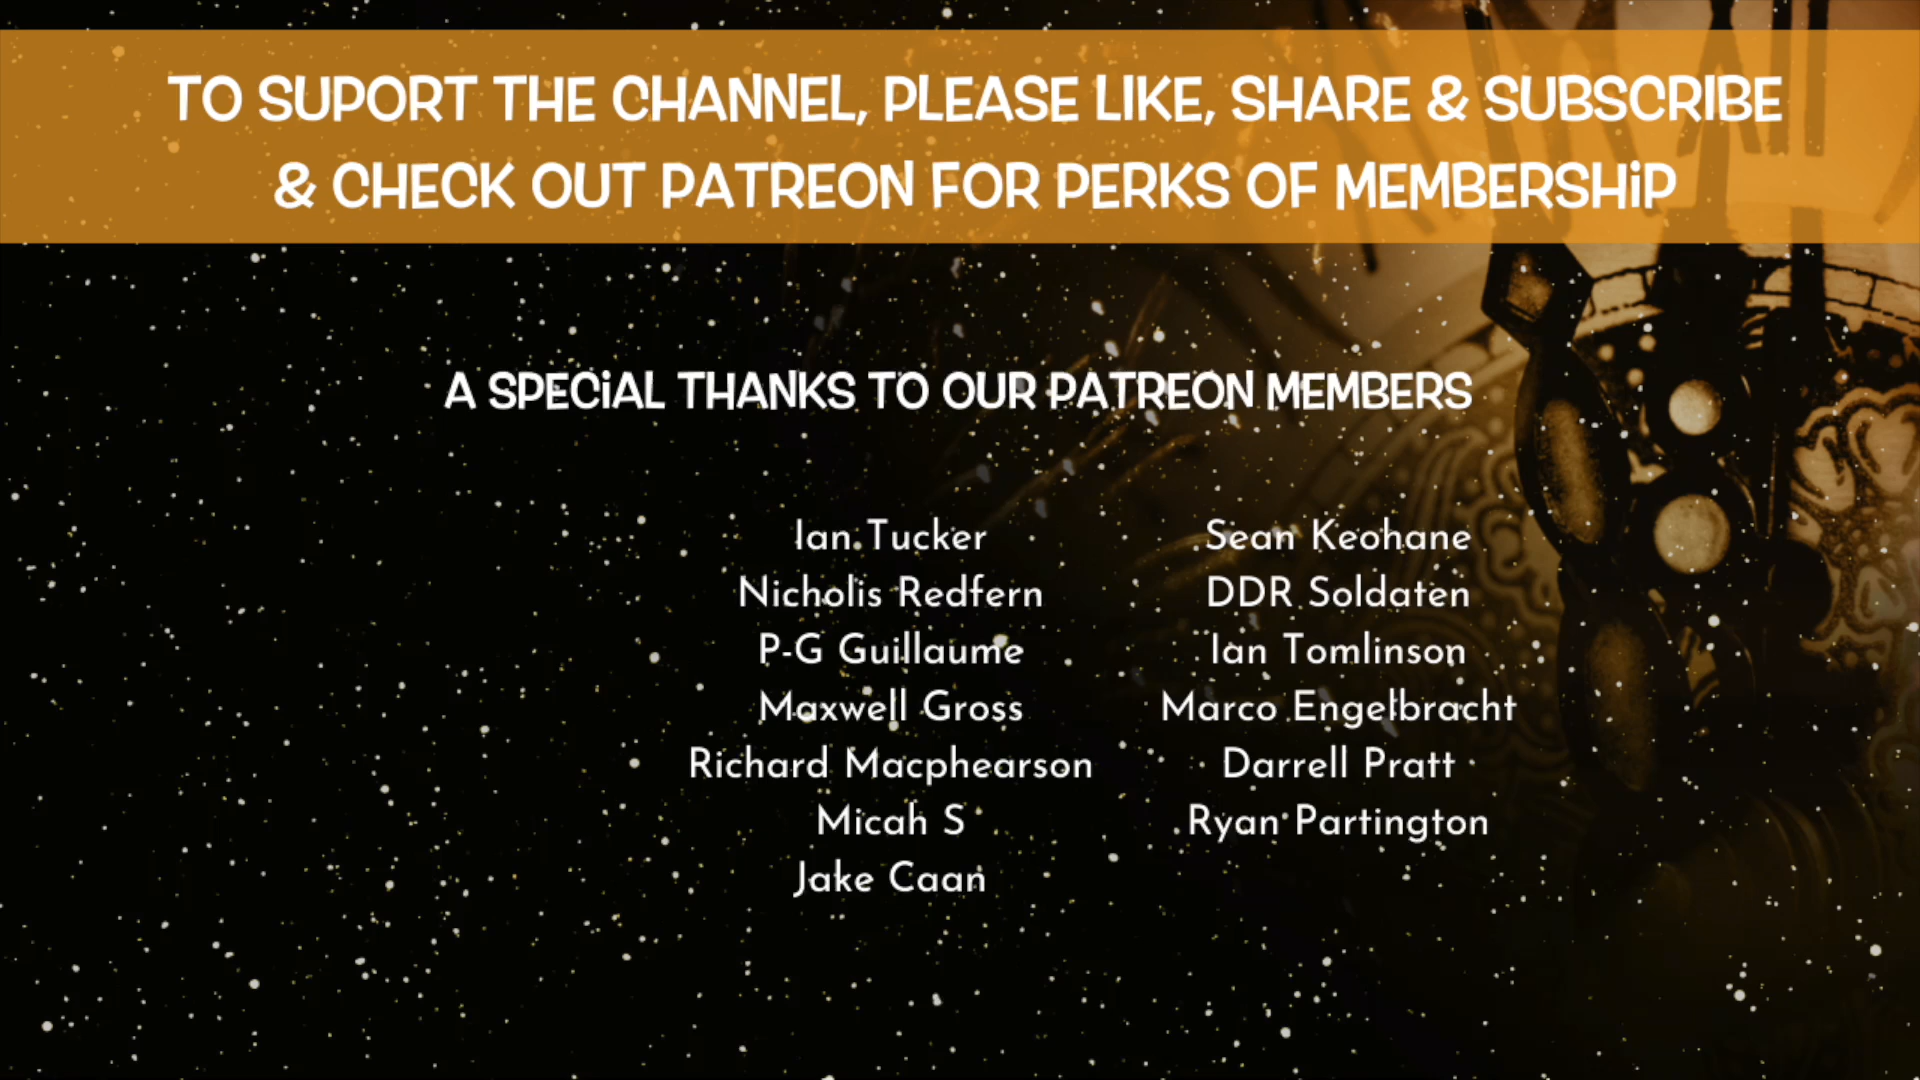 TO SUPORT THE CHANNEL, PLEASE LIKE, SHARE & SUBSCRIBE
& CHECK OUT PATREON FOR PERKS OF MEMBERSHiP
A SPECiAL THANKS TO OUR PATREON MEMBERS
Ian Tucker
Nicholis Redfern
P-G Guillaume
Maxwell Gross
Richard Macphearson
Micah S
Jake Caan
Sean Keohane
DDR Soldaten
Ian Tomlinson
Marco Engelbracht
Darrell Pratt
Ryan Partington